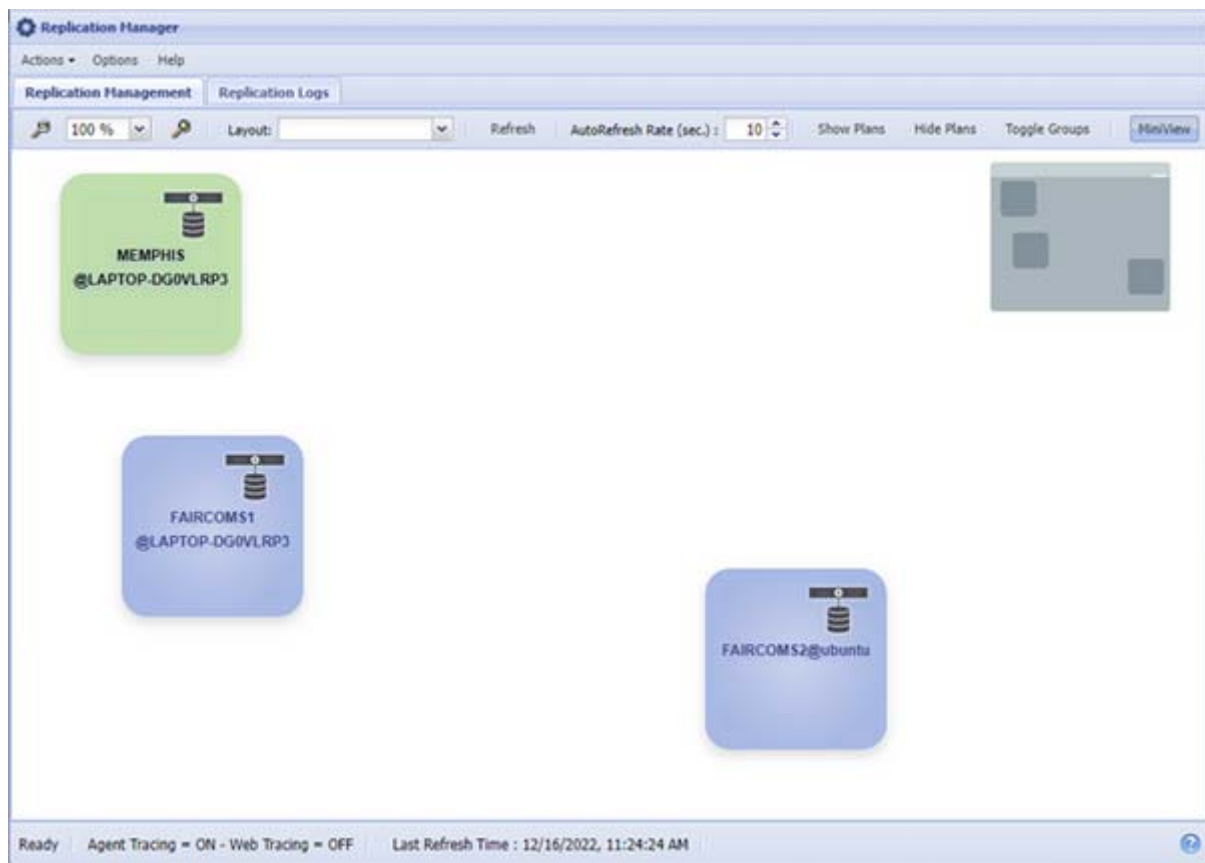 Replication Manager
Actions Options Help
Replication Management Replication Logs
100 % Layout: Refresh AutoRefresh Rate (sec.) : 10 Show Plans Hide Plans Toggle Groups MiniView
MEMPHIS
@LAPTOP-DG0VLRP3
FAIRCOMS1
@LAPTOP-DG0VLRP3
FAIRCOMS2@ubuntu
Ready Agent Tracing = ON - Web Tracing = OFF Last Refresh Time : 12/16/2022, 11:24:24 AM